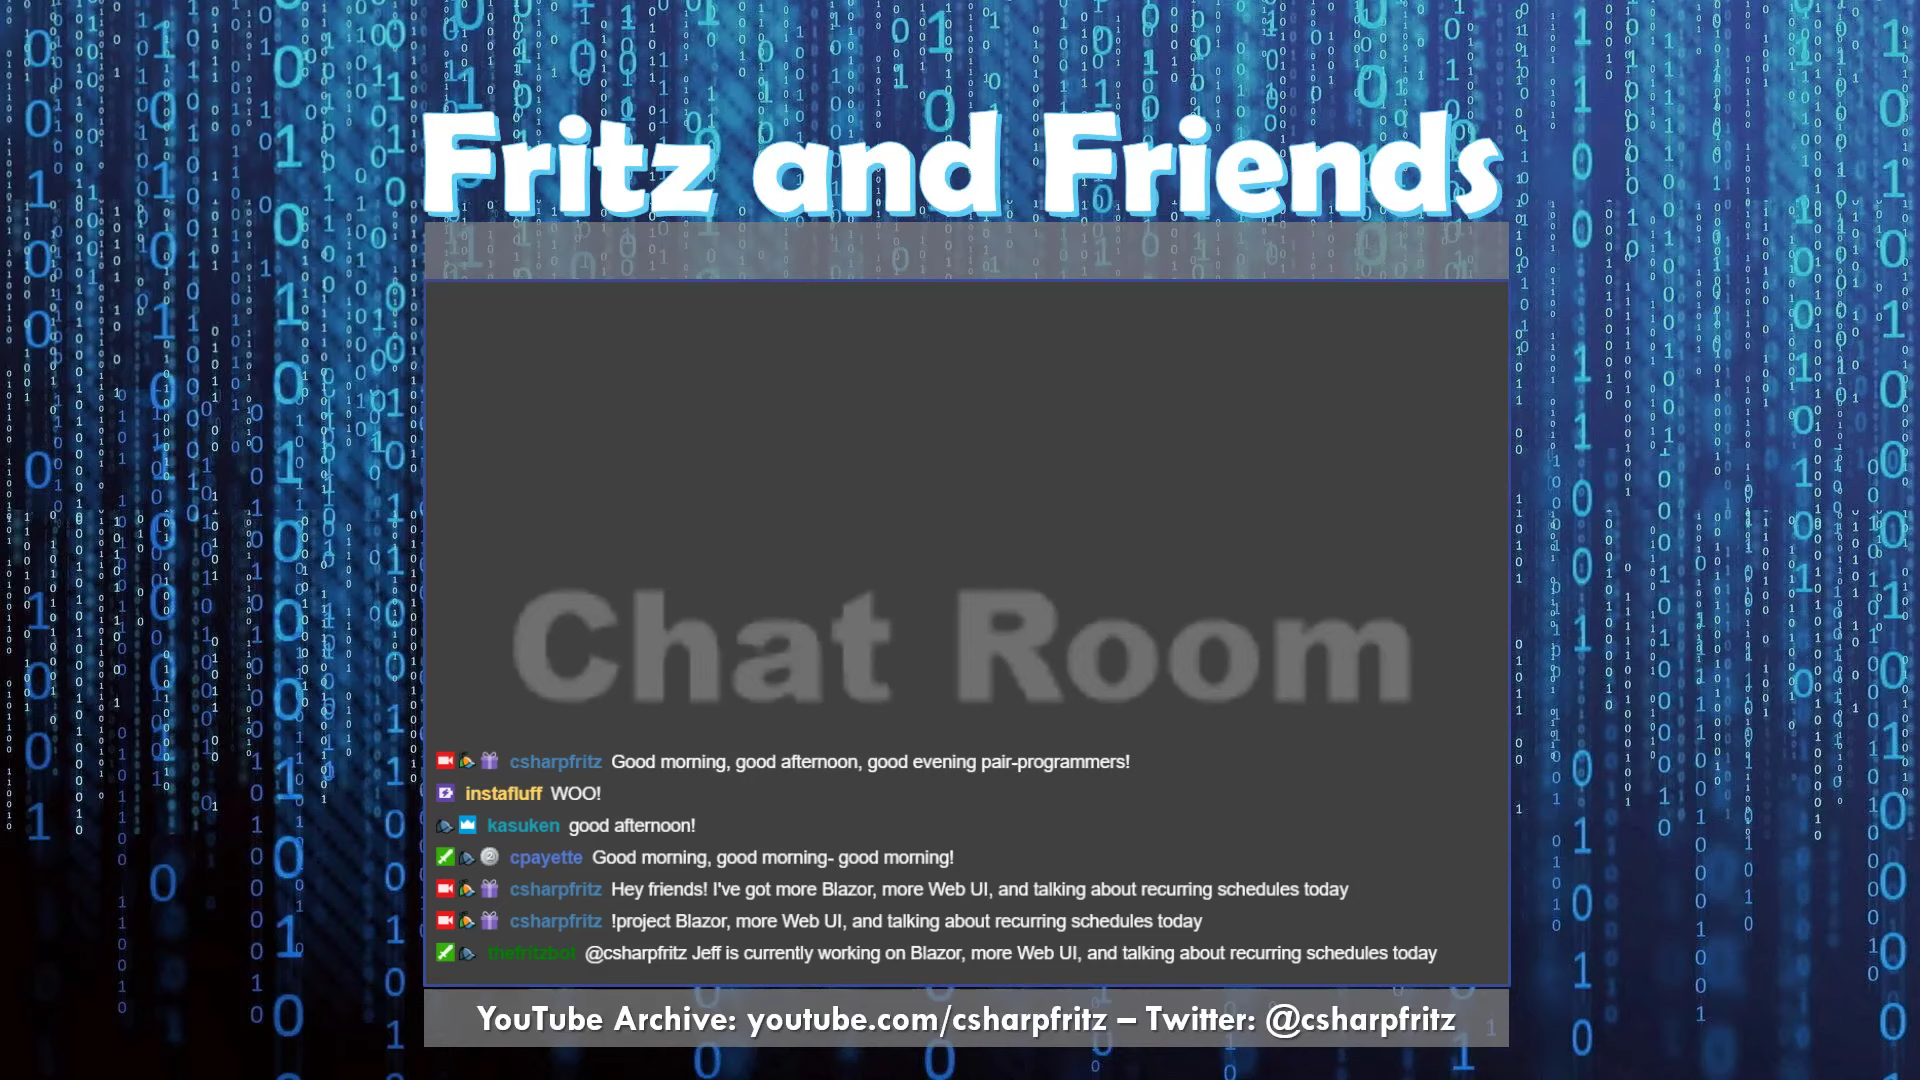 Fritz and Friends
Chat Room
csharpfritz Good morning, good afternoon, good evening pair-programmers!
instafluff WOO!
kasuken good afternoon!
cpayette Good morning, good morning- good morning!
csharpfritz Hey friends! I've got more Blazor, more Web UI, and talking about recurring schedules today
csharpfritz !project Blazor, more Web UI, and talking about recurring schedules today
thefritzbot @csharpfritz Jeff is currently working on Blazor, more Web UI, and talking about recurring schedules today
YouTube Archive: youtube.com/csharpfritz – Twitter: @csharpfritz